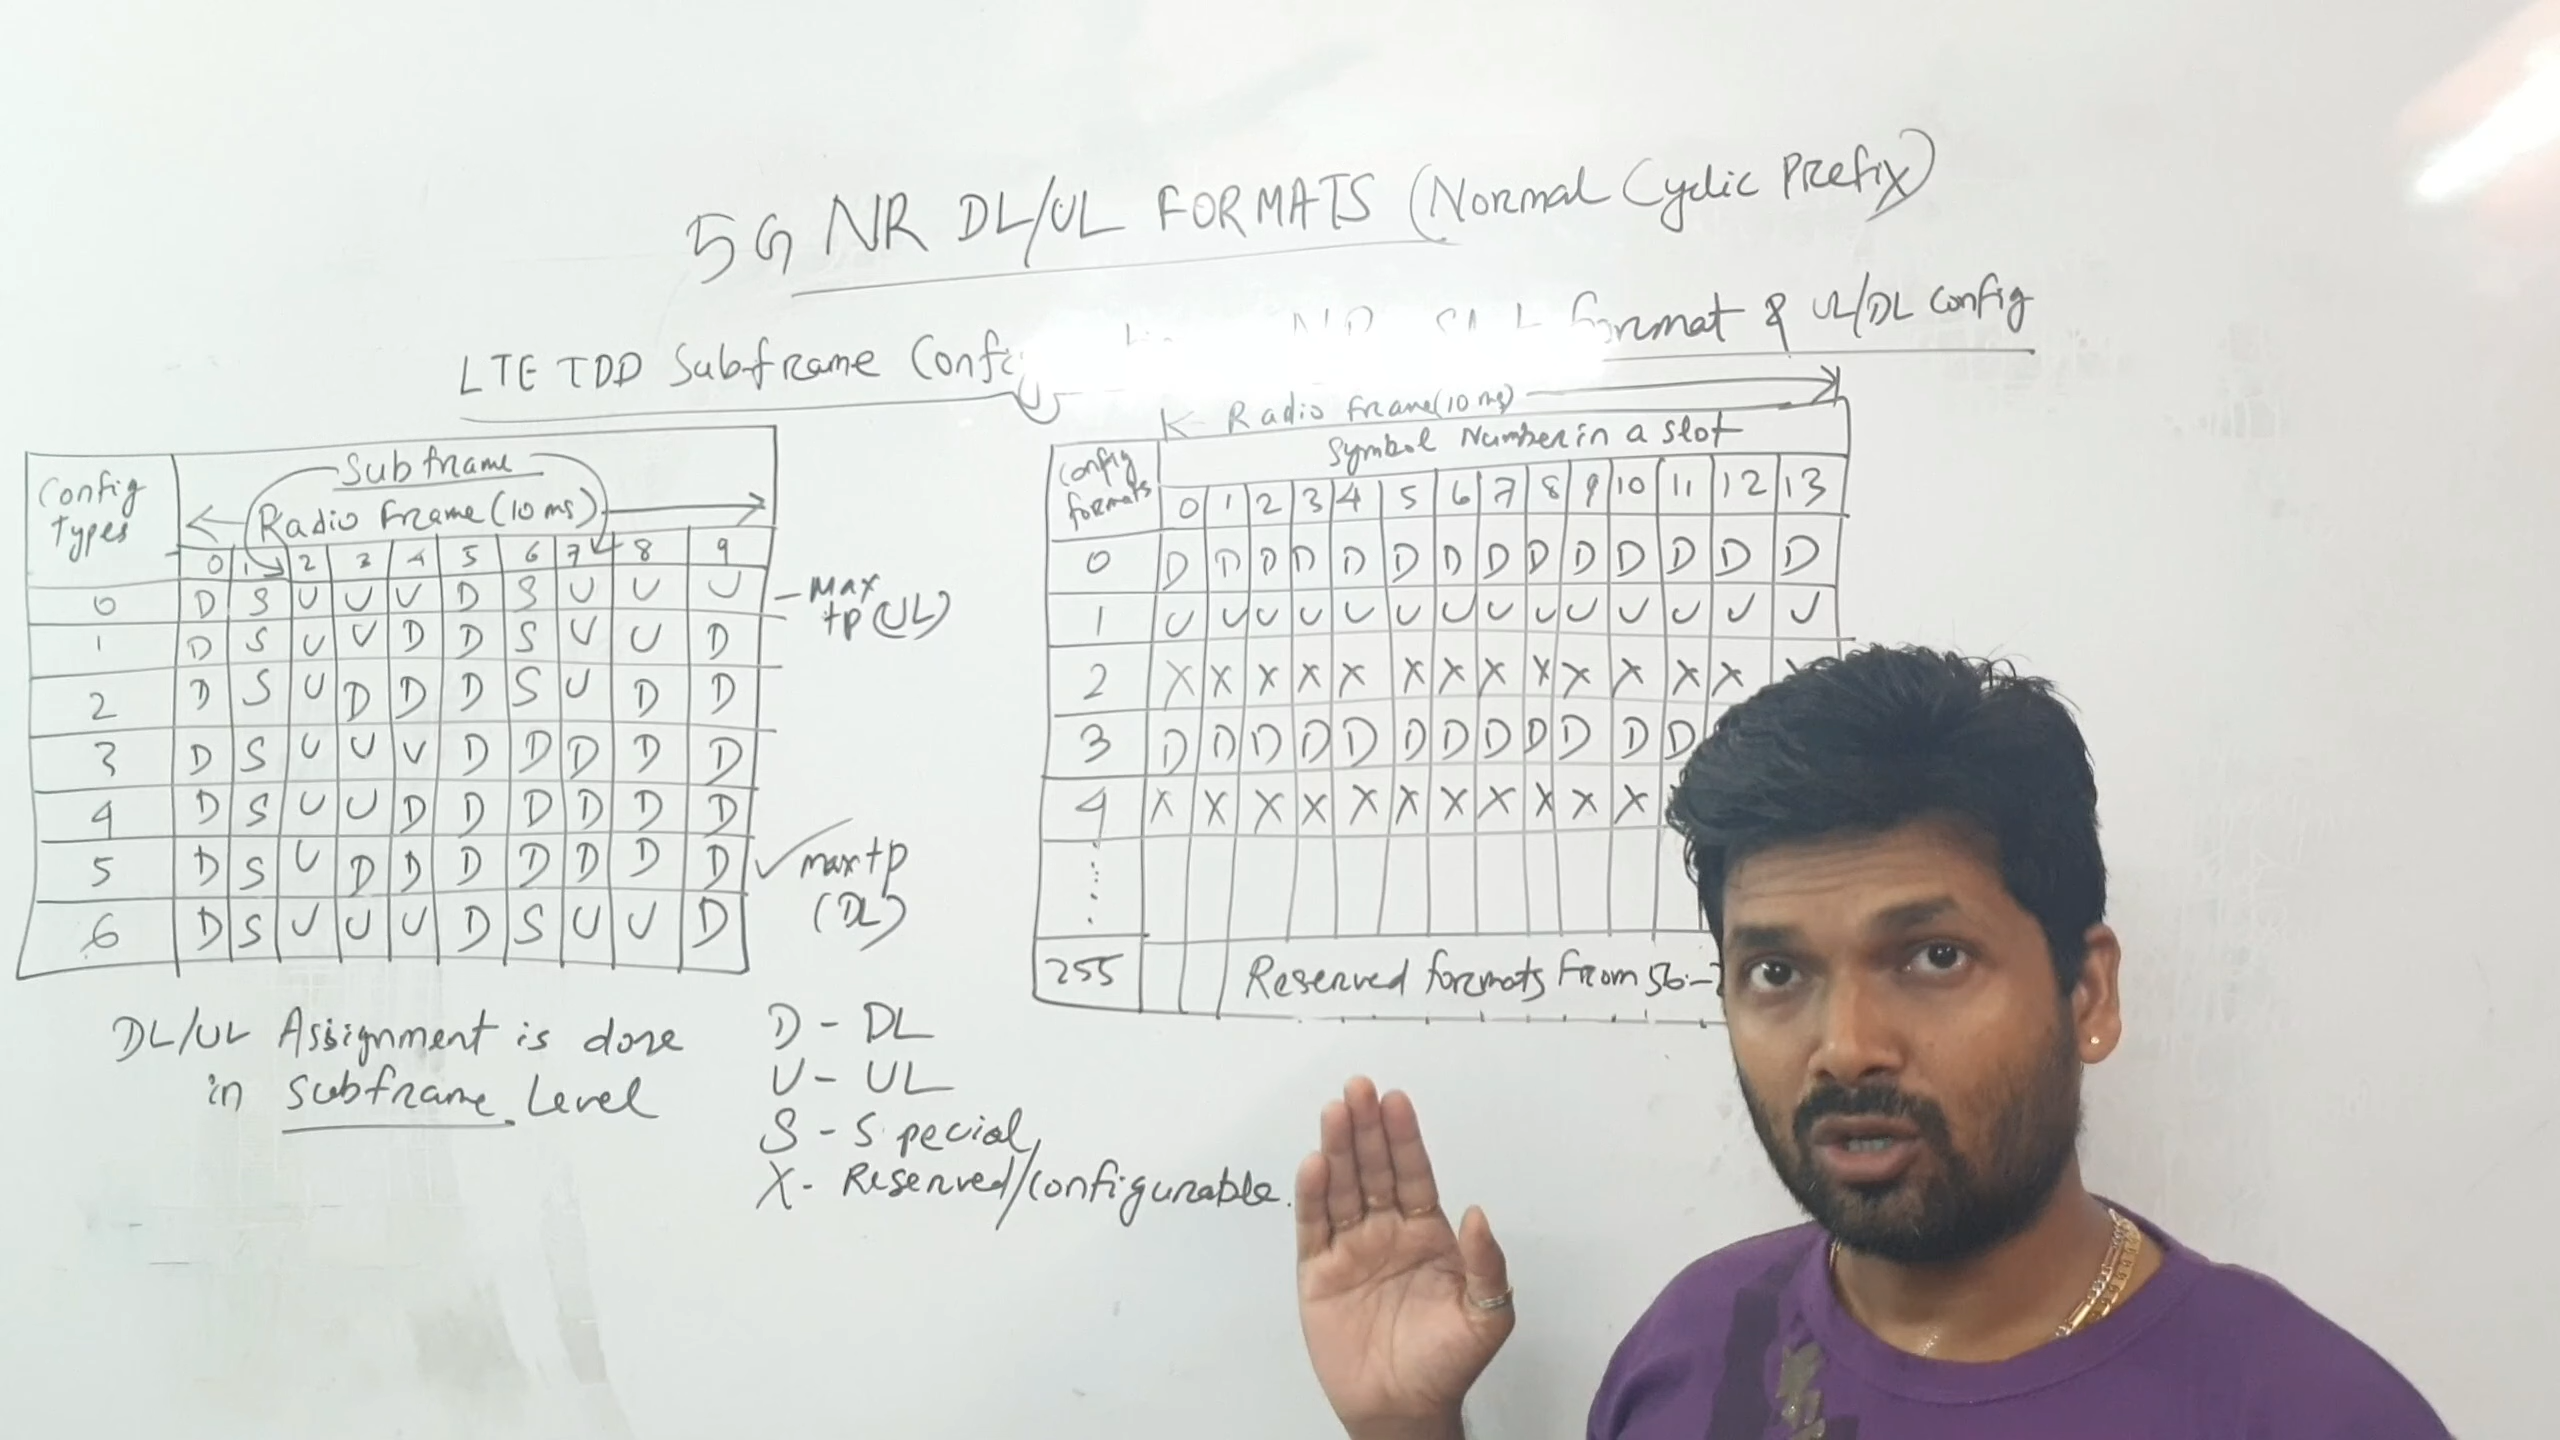 5G NR DL/UL FORMATS (Normal Cyclic Prefix)
LTE TDD Subframe
format & UL/DL config
Config Types
Subframe
Radio Frame (10 ms)
0 1 2 3 4 5 6 7 8 9
0 D S U U U D S U U U
1 D S U U D D S U U D
2 D S U D D D S U D D
3 D S U U U D D D D D
4 D S U U D D D D D D
5 D S U D D D D D D D
6 D S U U U D S U U D
- Max tp (UL)
max tp (DL)
DL/UL Assignment is done
in Subframe Level
D - DL
U - UL
S - Special
X - Reserved/configurable.
Radio Frame (10 ms)
Config formats
Symbol Number in a slot
0 1 2 3 4 5 6 7 8 9 10 11 12 13
0 D D D D D D D D D D D D D D
1 U U U U U U U U U U U U U U
2 X X X X X X X X X X X X X
3 D D D D D D D D D D D D
4 X X X X X X X X X X X
255 Reserved formats From 56-